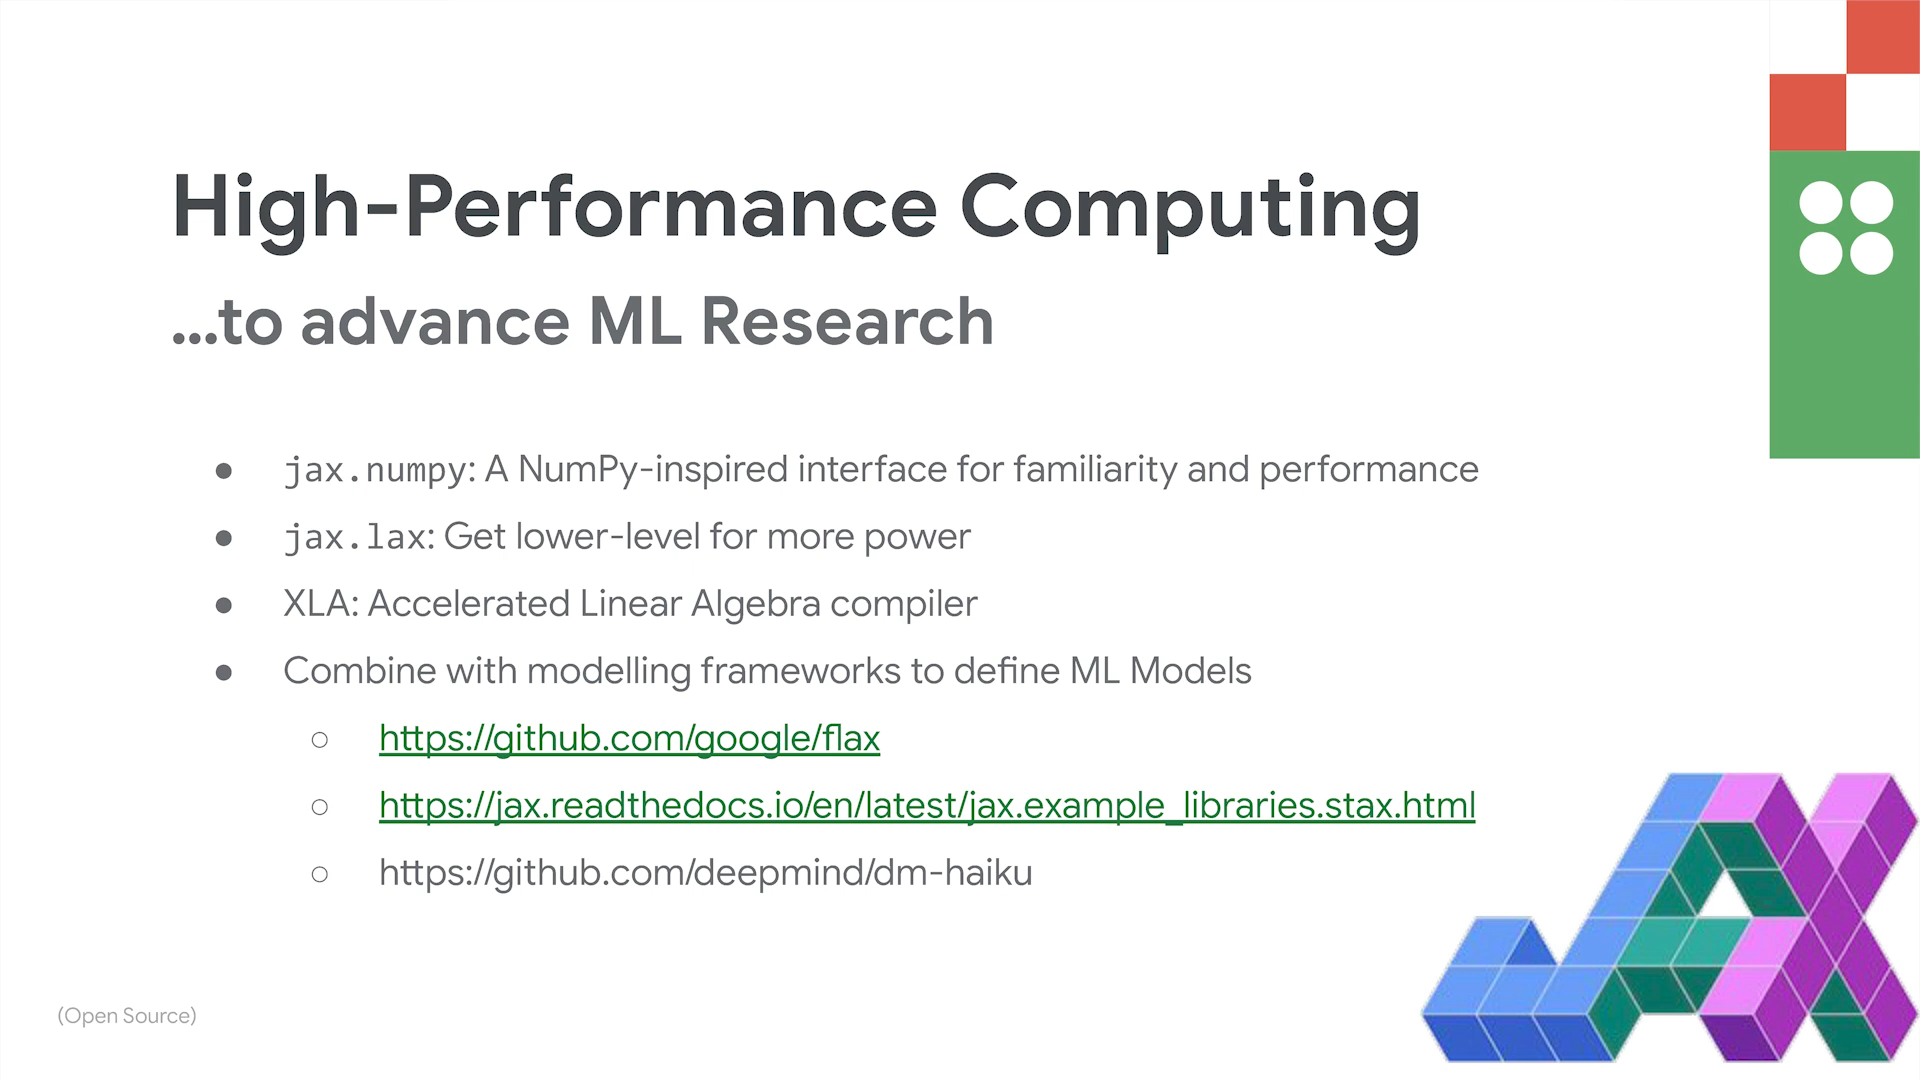 High-Performance Computing
...to advance ML Research
● jax.numpy: A NumPy-inspired interface for familiarity and performance
● jax.lax: Get lower-level for more power
● XLA: Accelerated Linear Algebra compiler
● Combine with modelling frameworks to define ML Models
○ https://github.com/google/flax
○ https://jax.readthedocs.io/en/latest/jax.example_libraries.stax.html
○ https://github.com/deepmind/dm-haiku
JAX
(Open Source)